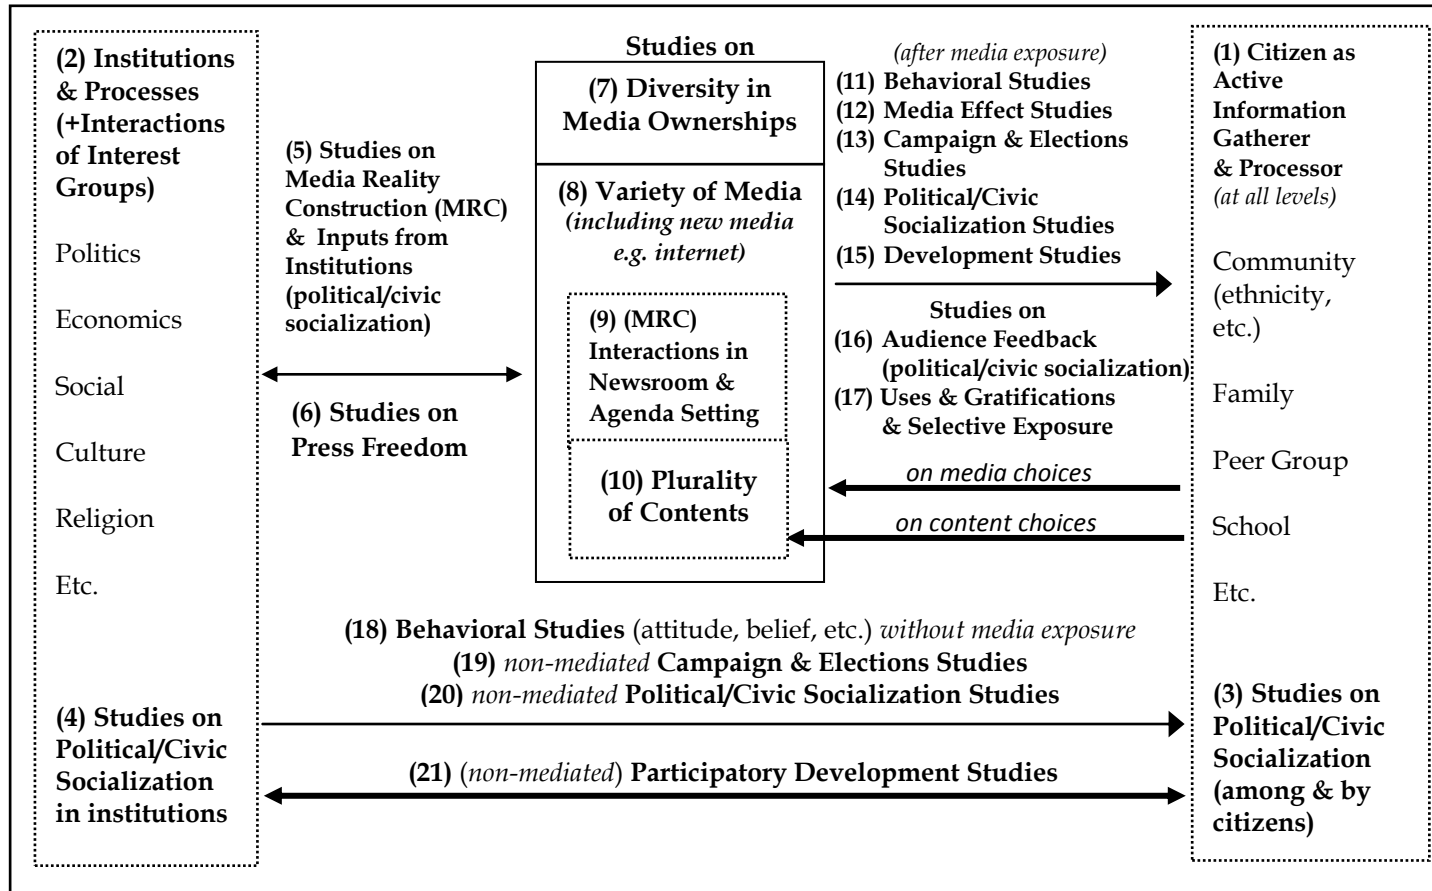 (2) Institutions
& Processes
(+Interactions
of Interest
Groups)
Politics
Economics
Social
Culture
Religion
Etc.
(4) Studies on
Political/Civic
Socialization
in institutions
(5) Studies on
Media Reality
Construction (MRC)
& Inputs from
Institutions
(political/civic
socialization)
(6) Studies on
Press Freedom
Studies on
(7) Diversity in
Media Ownerships
(8) Variety of Media
(including new media
e.g. internet)
(9) (MRC)
Interactions in
Newsroom &
Agenda Setting
(10) Plurality
of Contents
(after media exposure)
(11) Behavioral Studies
(12) Media Effect Studies
(13) Campaign & Elections
Studies
(14) Political/Civic
Socialization Studies
(15) Development Studies
Studies on
(16) Audience Feedback
(political/civic socialization)
(17) Uses & Gratifications
& Selective Exposure
on media choices
on content choices
(1) Citizen as
Active
Information
Gatherer
& Processor
(at all levels)
Community
(ethnicity,
etc.)
Family
Peer Group
School
Etc.
(3) Studies on
Political/Civic
Socialization
(among & by
citizens)
(18) Behavioral Studies (attitude, belief, etc.) without media exposure
(19) non-mediated Campaign & Elections Studies
(20) non-mediated Political/Civic Socialization Studies
(21) (non-mediated) Participatory Development Studies